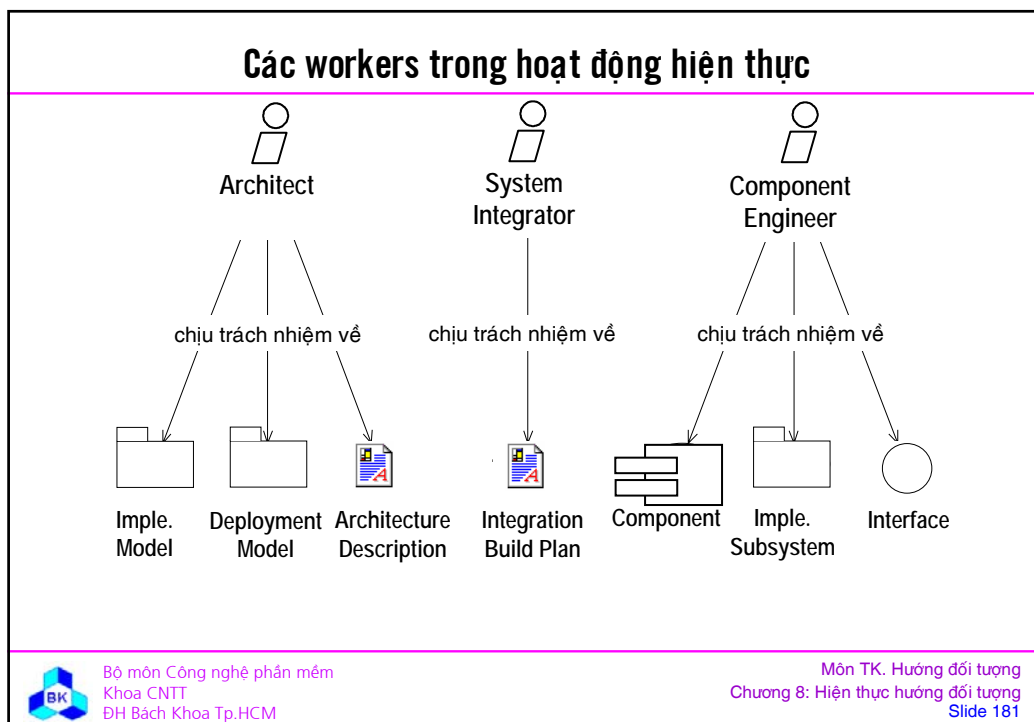 Các workers trong hoạt động hiện thực
Architect
System
Integrator
Component
Engineer
chịu trách nhiệm về
chịu trách nhiệm về
chịu trách nhiệm về
Imple.
Model
Deployment
Model
Architecture
Description
Integration
Build Plan
Component
Imple.
Subsystem
Interface
BK
Bộ môn Công nghệ phần mềm
Khoa CNTT
ĐH Bách Khoa Tp.HCM
Môn TK. Hướng đối tượng
Chương 8: Hiện thực hướng đối tượng
Slide 181